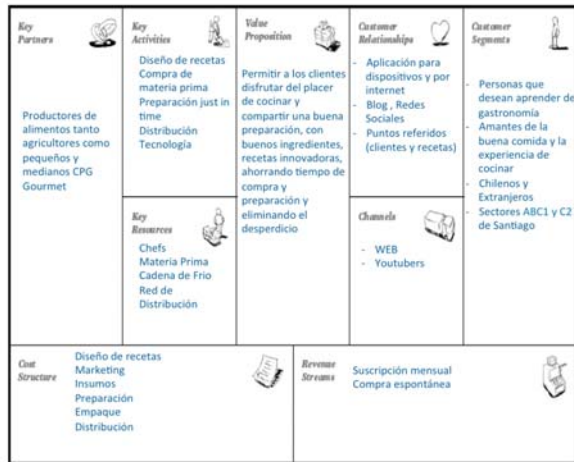 Key
Partners
Productores de
alimentos tanto
agricultores como
pequeños y
medianos CPG
Gourmet
Key
Activities
Diseño de recetas
Compra de
materia prima
Preparación just in
time
Distribución
Tecnología
Key
Resources
Chefs
Materia Prima
Cadena de Frio
Red de
Distribución
Value
Proposition
Permitir a los clientes
disfrutar del placer
de cocinar y
compartir una buena
preparación, con
buenos ingredientes,
recetas innovadoras,
ahorrando tiempo de
compra y
preparación y
eliminando el
desperdicio
Customer
Relationships
- Aplicación para
dispositivos y por
internet
- Blog , Redes
Sociales
- Puntos referidos
(clientes y recetas)
Channels
- WEB
- Youtubers
Customer
Segments
- Personas que
desean aprender de
gastronomía
- Amantes de la
buena comida y la
experiencia de
cocinar
- Chilenos y
Extranjeros
- Sectores ABC1 y C2
de Santiago
Cost
Structure
Diseño de recetas
Marketing
Insumos
Preparación
Empaque
Distribución
Revenue
Streams
Suscripción mensual
Compra espontánea